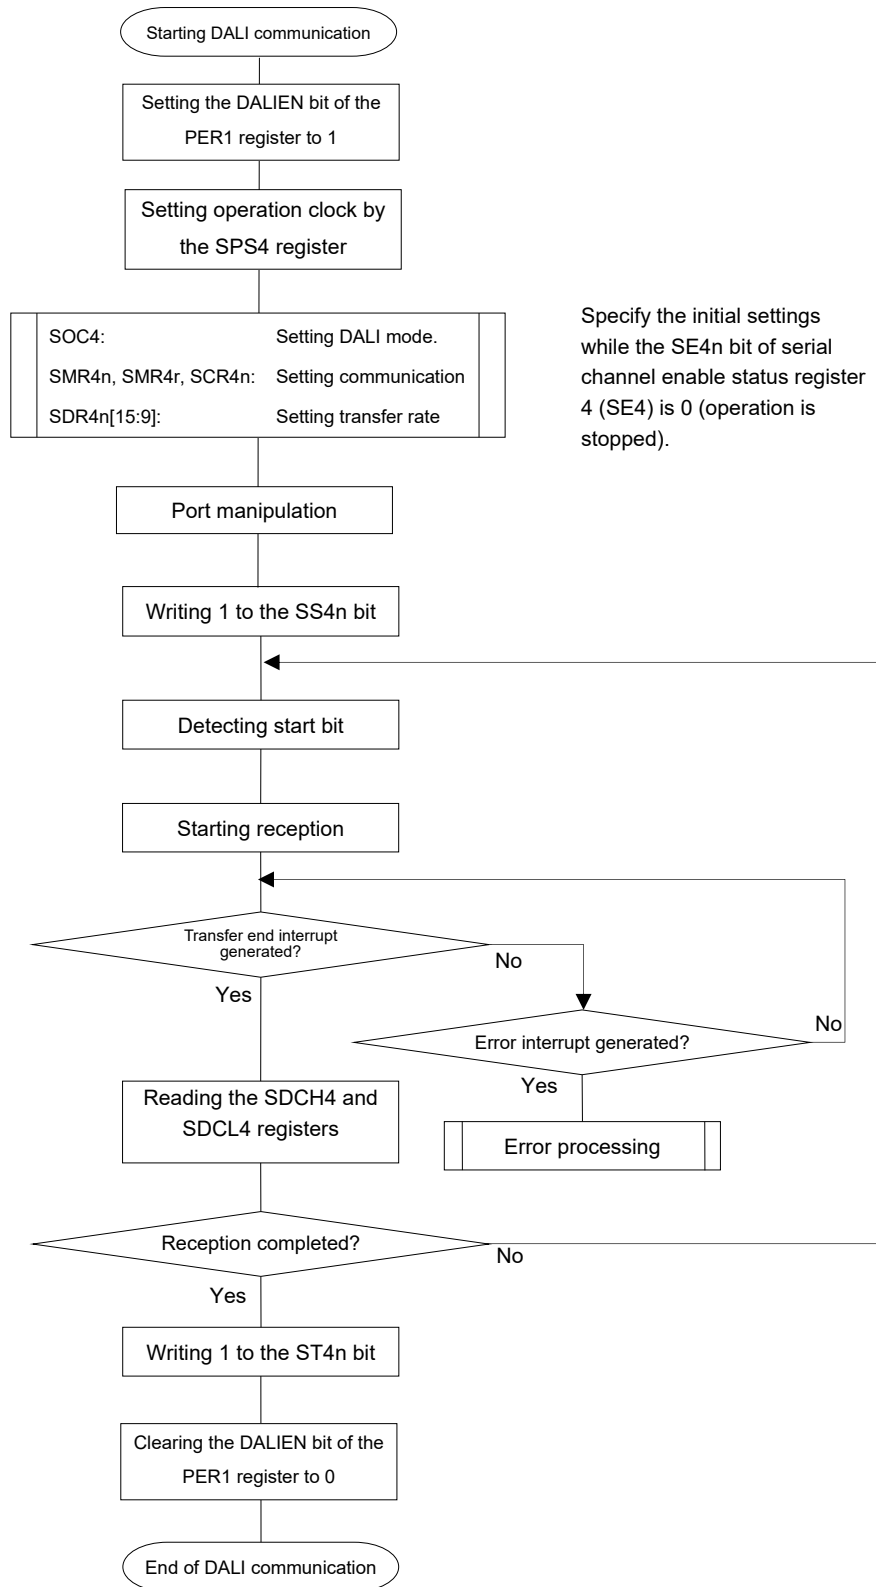 Starting DALI communication
Setting the DALIEN bit of the
PER1 register to 1
Setting operation clock by
the SPS4 register
SOC4: Setting DALI mode.
SMR4n, SMR4r, SCR4n: Setting communication
SDR4n[15:9]: Setting transfer rate
Specify the initial settings
while the SE4n bit of serial
channel enable status register
4 (SE4) is 0 (operation is
stopped).
Port manipulation
Writing 1 to the SS4n bit
Detecting start bit
Starting reception
Transfer end interrupt
generated?
No
Yes
Error interrupt generated?
No
Yes
Error processing
Reading the SDCH4 and
SDCL4 registers
Reception completed?
No
Yes
Writing 1 to the ST4n bit
Clearing the DALIEN bit of the
PER1 register to 0
End of DALI communication